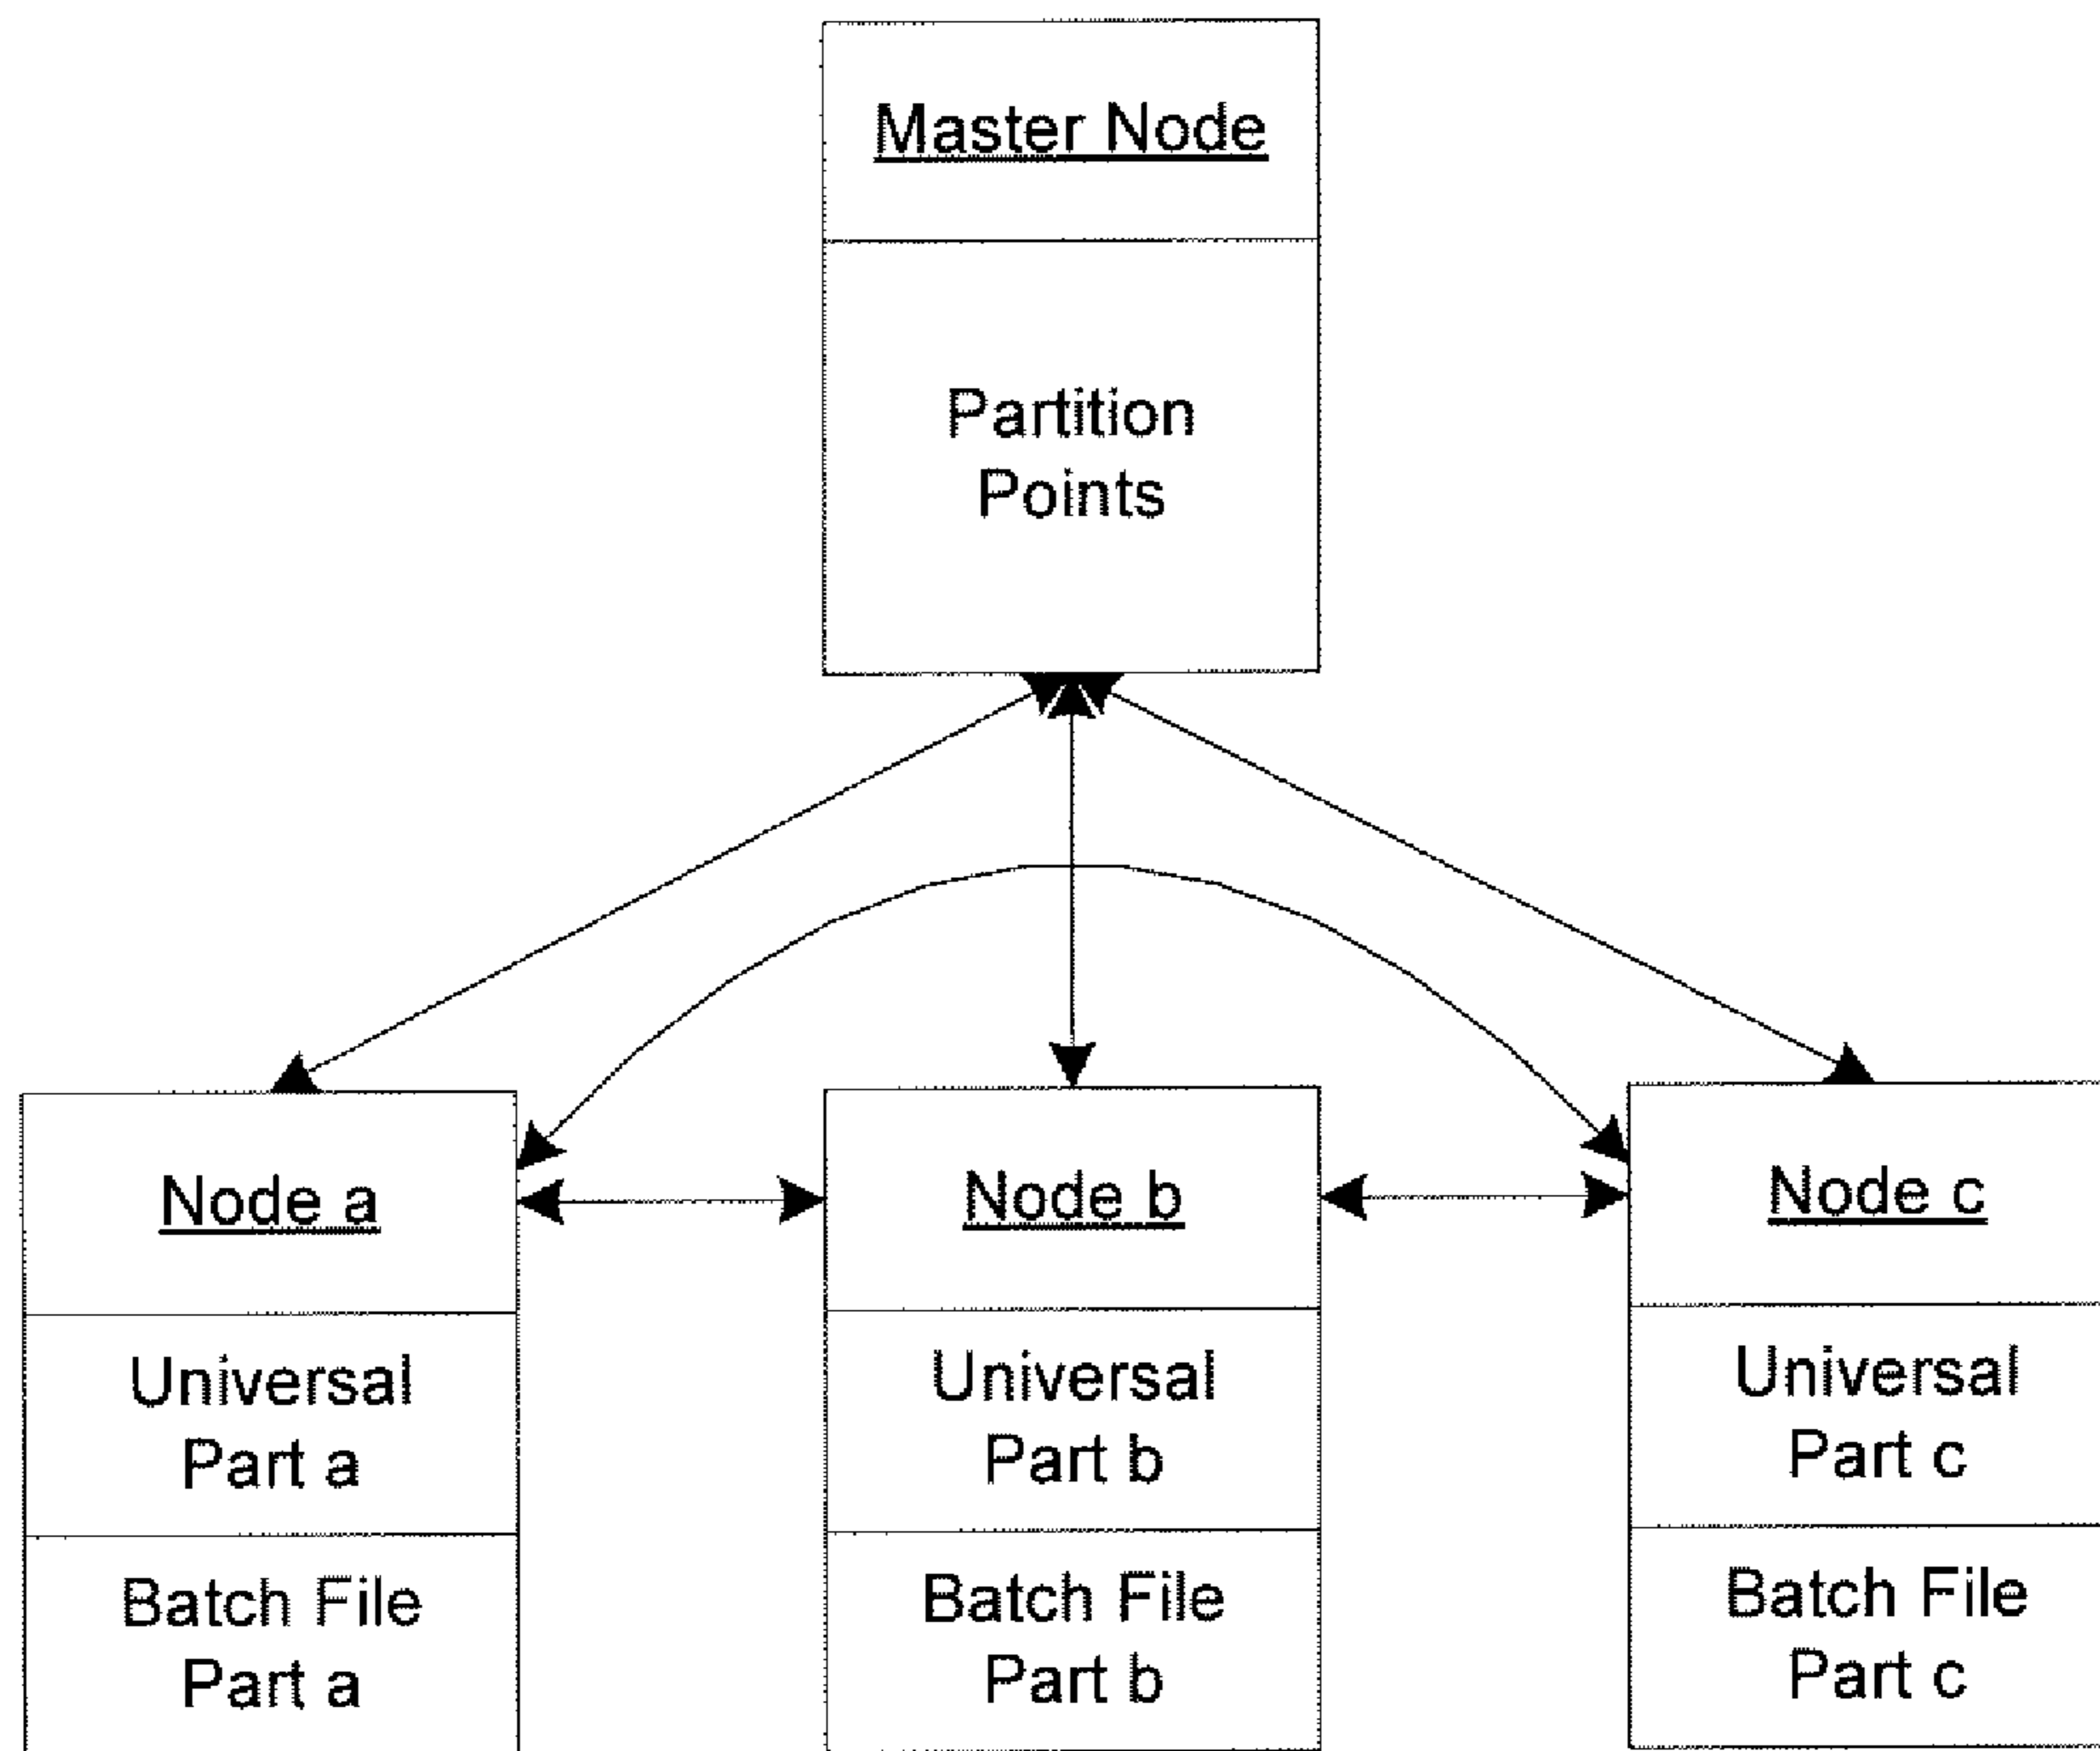 Master Node
Partition
Points
Node a
Universal
Part a
Batch File
Part a
Node b
Universal
Part b
Batch File
Part b
Node c
Universal
Part c
Batch File
Part c